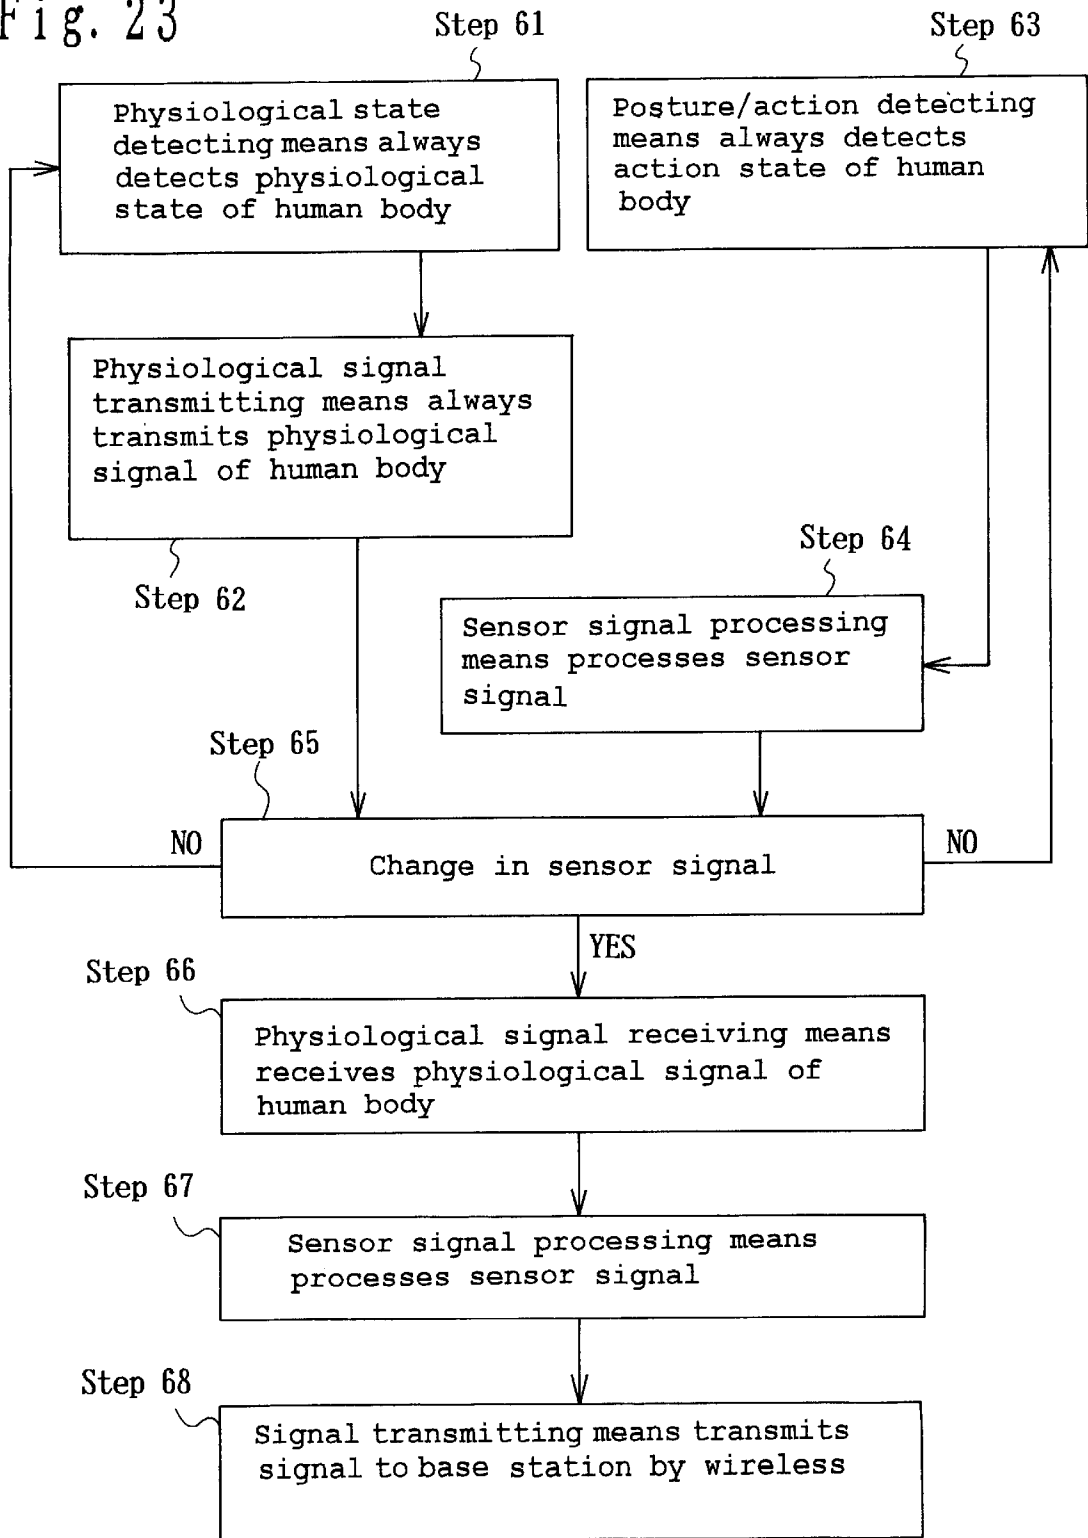 Fig. 23
Step 61
Physiological state
detecting means always
detects physiological
state of human body
Step 63
Posture/action detecting
means always detects
action state of human
body
Physiological signal
transmitting means always
transmits physiological
signal of human body
Step 62
Step 64
Sensor signal processing
means processes sensor
signal
Step 65
NO
Change in sensor signal
NO
YES
Step 66
Physiological signal receiving means
receives physiological signal of
human body
Step 67
Sensor signal processing means
processes sensor signal
Step 68
Signal transmitting means transmits
signal to base station by wireless